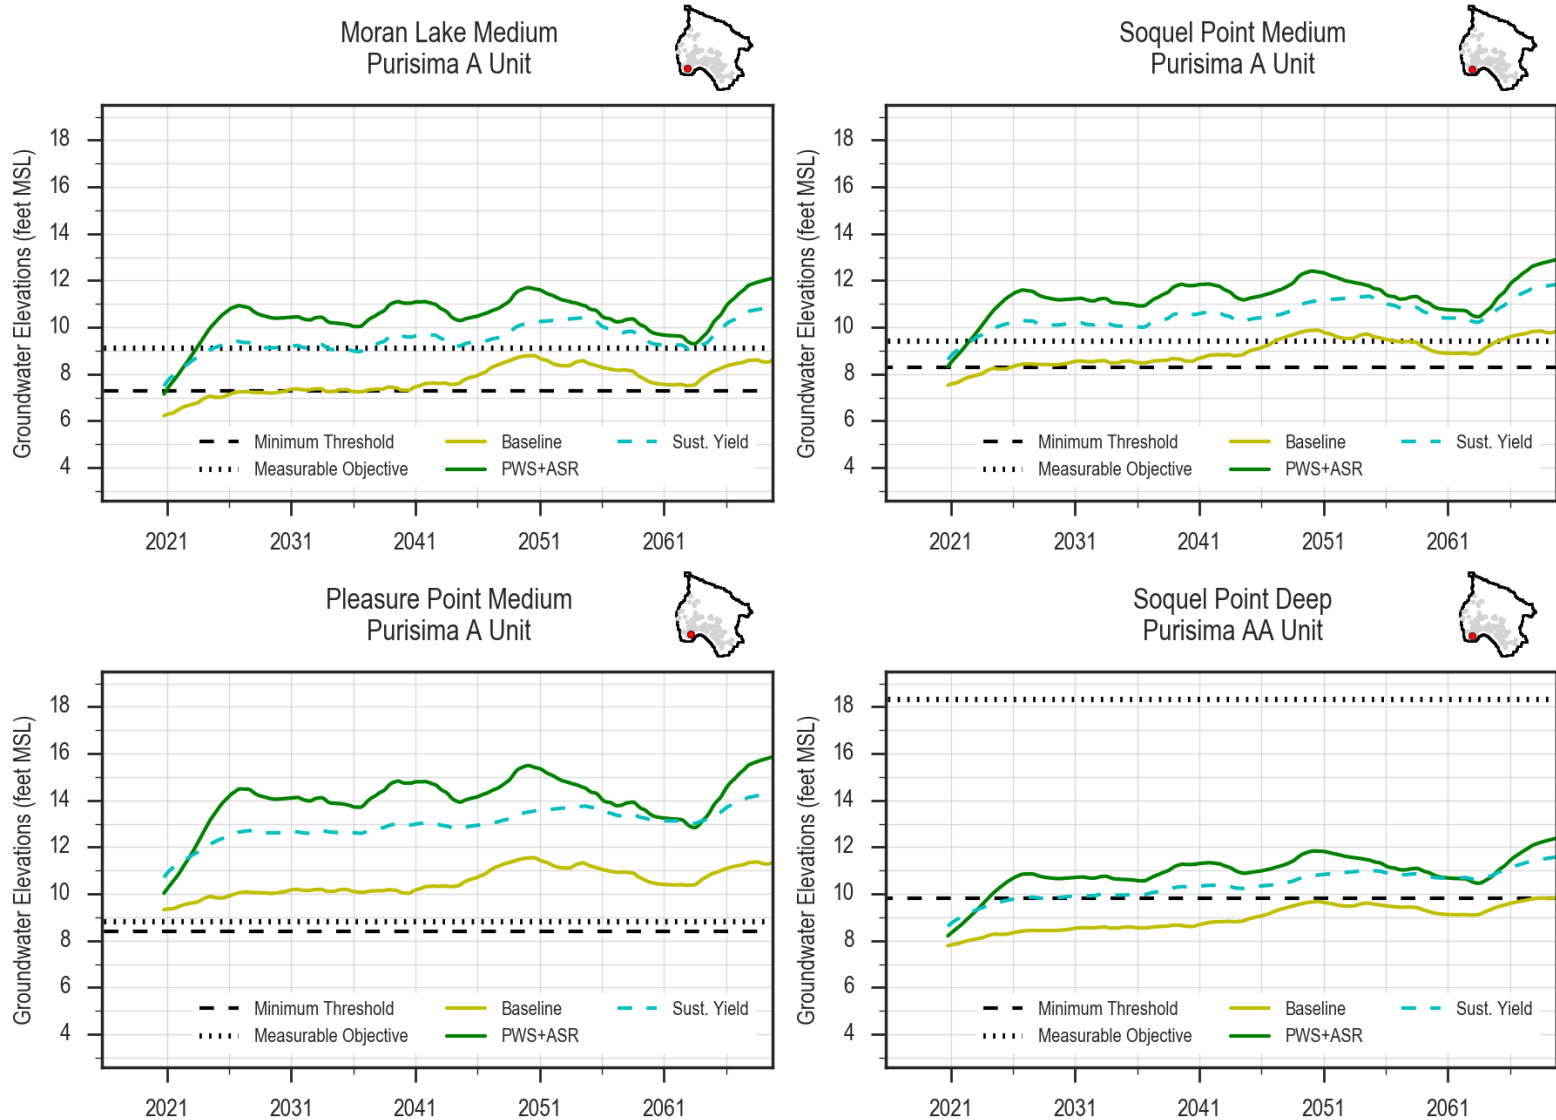 Moran Lake Medium
Purisima A Unit
Groundwater Elevations (feet MSL)
18
16
14
12
10
8
6
4
Minimum Threshold
Measurable Objective
Baseline
PWS+ASR
Sust. Yield
2021 2031 2041 2051 2061
Soquel Point Medium
Purisima A Unit
Groundwater Elevations (feet MSL)
18
16
14
12
10
8
6
4
Minimum Threshold
Measurable Objective
Baseline
PWS+ASR
Sust. Yield
2021 2031 2041 2051 2061
Pleasure Point Medium
Purisima A Unit
Groundwater Elevations (feet MSL)
18
16
14
12
10
8
6
4
Minimum Threshold
Measurable Objective
Baseline
PWS+ASR
Sust. Yield
2021 2031 2041 2051 2061
Soquel Point Deep
Purisima AA Unit
Groundwater Elevations (feet MSL)
18
16
14
12
10
8
6
4
Minimum Threshold
Measurable Objective
Baseline
PWS+ASR
Sust. Yield
2021 2031 2041 2051 2061